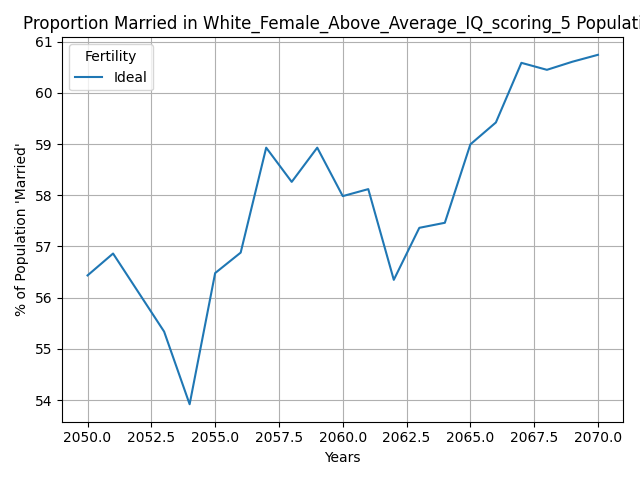 Proportion Married in White_Female_Above_Average_IQ_scoring_5 Populati
61
60
59
58
57
56
55
54
% of Population 'Married'
Fertility
Ideal
2050.0 2052.5 2055.0 2057.5 2060.0 2062.5 2065.0 2067.5 2070.0
Years